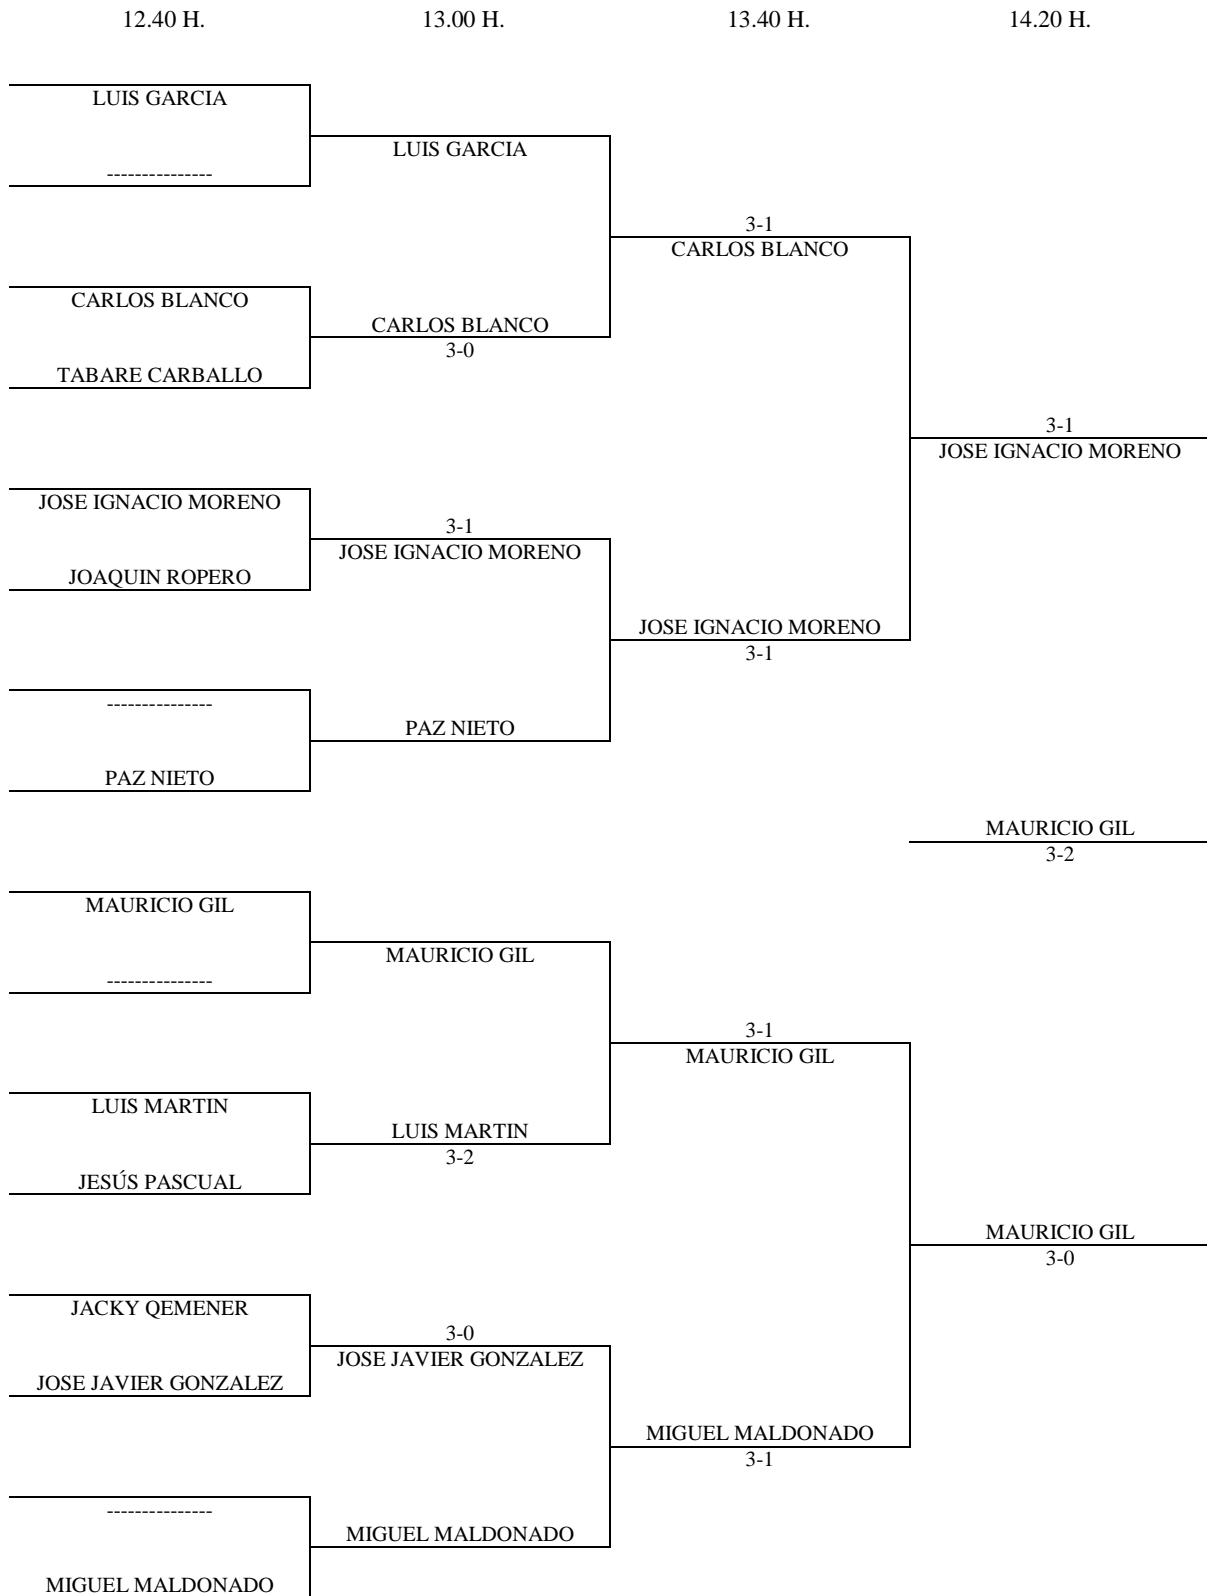 12.40 H. 13.00 H. 13.40 H. 14.20 H.
LUIS GARCIA
LUIS GARCIA
---------------
3-1
CARLOS BLANCO
CARLOS BLANCO
CARLOS BLANCO
3-0
TABARE CARBALLO
3-1
JOSE IGNACIO MORENO
JOSE IGNACIO MORENO
3-1
JOSE IGNACIO MORENO
JOAQUIN ROPERO
JOSE IGNACIO MORENO
3-1
---------------
PAZ NIETO
PAZ NIETO
MAURICIO GIL
3-2
MAURICIO GIL
MAURICIO GIL
---------------
3-1
MAURICIO GIL
LUIS MARTIN
LUIS MARTIN
3-2
JESÚS PASCUAL
MAURICIO GIL
3-0
JACKY QEMENER
3-0
JOSE JAVIER GONZALEZ
JOSE JAVIER GONZALEZ
MIGUEL MALDONADO
3-1
---------------
MIGUEL MALDONADO
MIGUEL MALDONADO